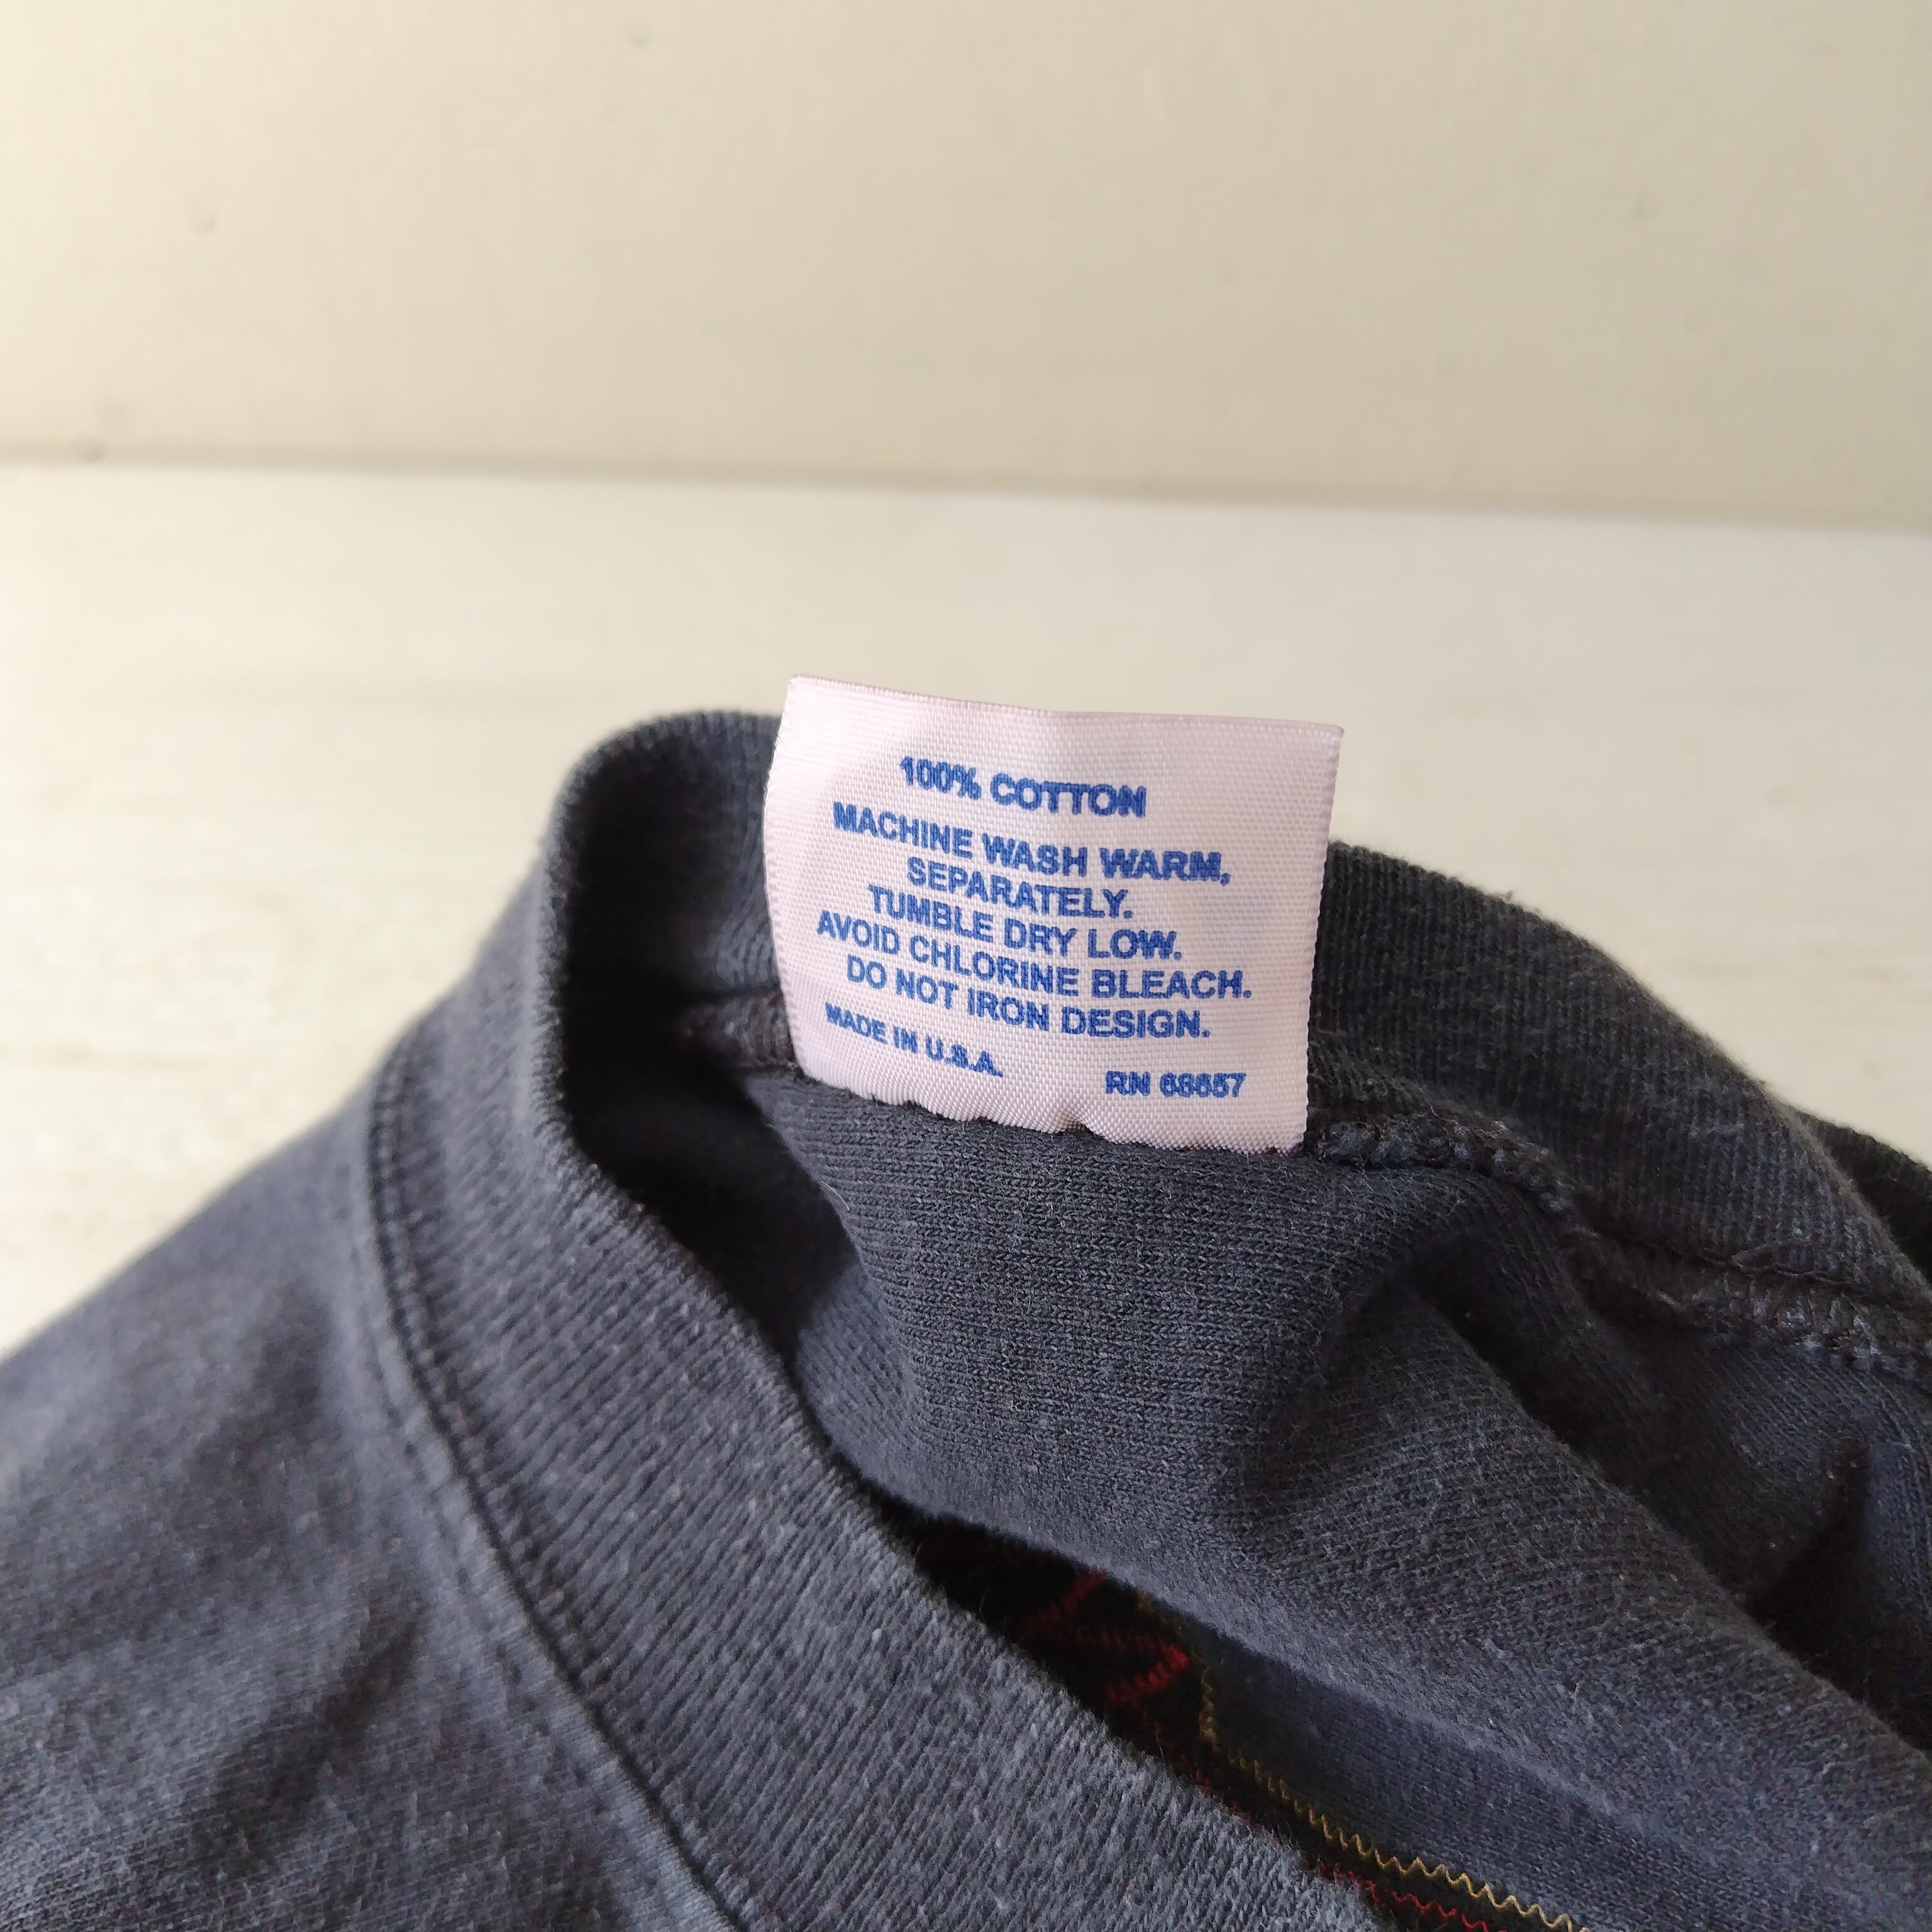 100% COTTON
MACHINE WASH WARM,
SEPARATELY.
TUMBLE DRY LOW.
AVOID CHLORINE BLEACH.
DO NOT IRON DESIGN.
MADE IN U.S.A.
RN 68657